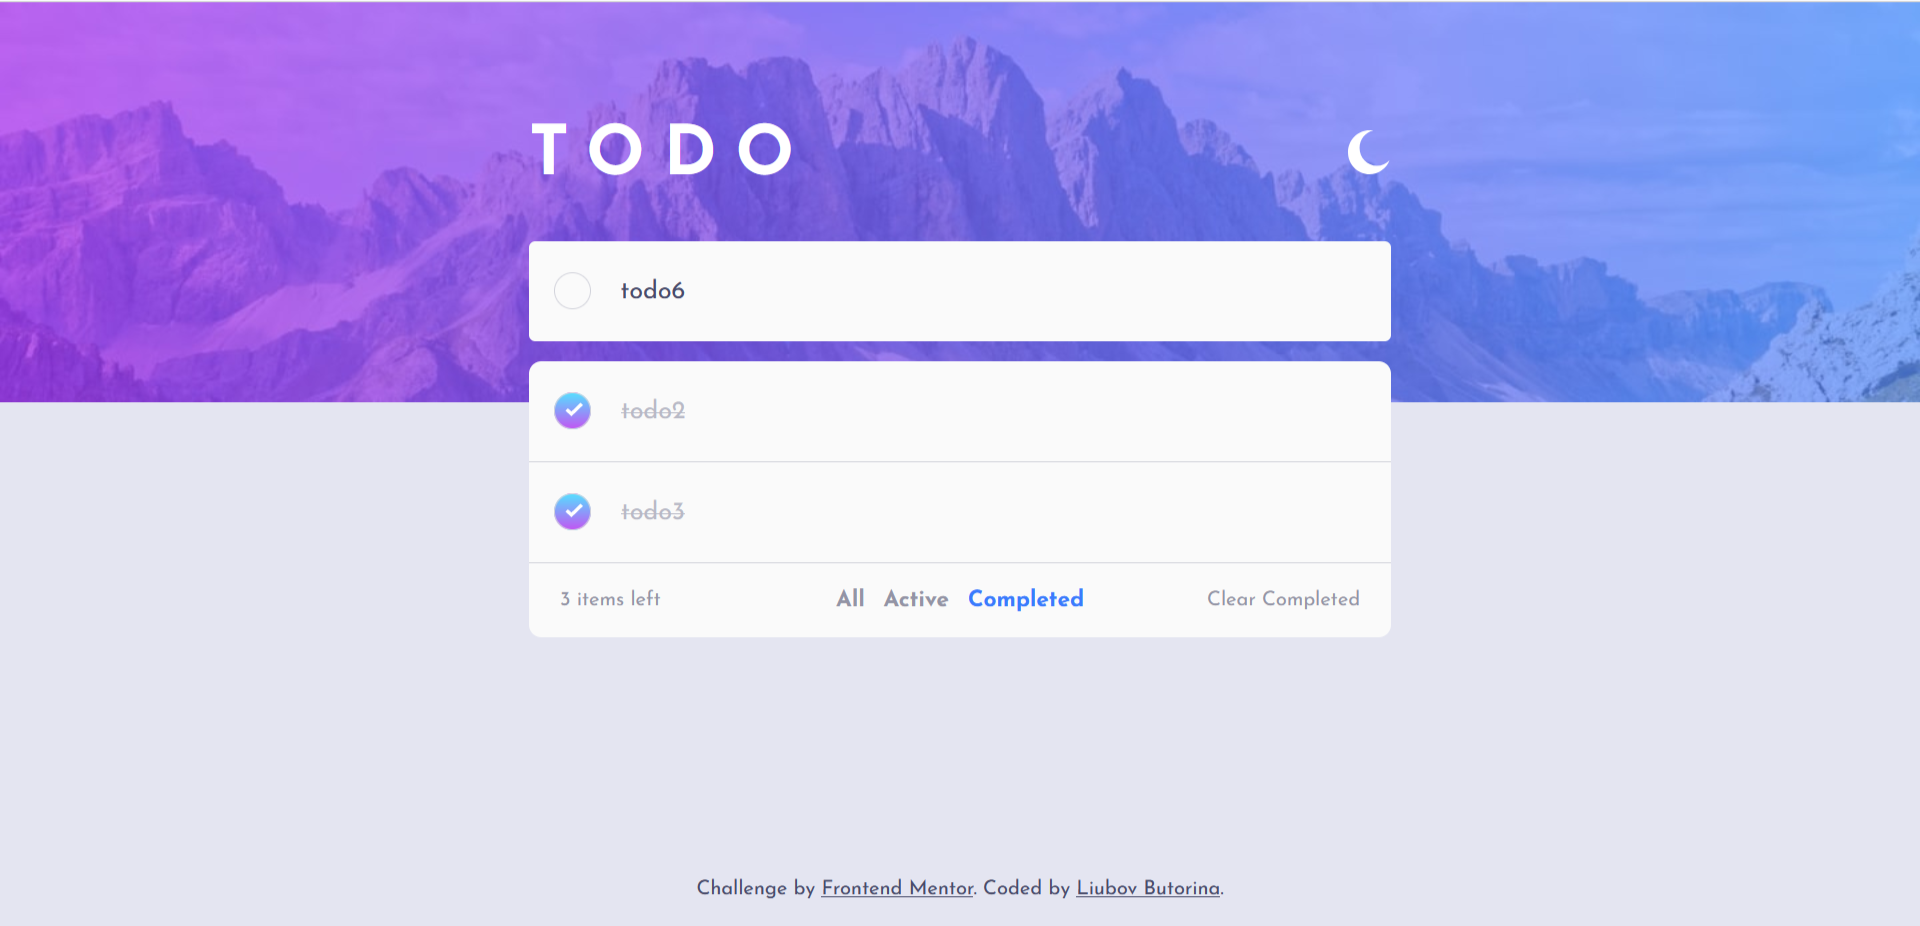 TODO
todo6
todo2
todo3
3 items left All Active Completed Clear Completed
Challenge by Frontend Mentor. Coded by Liubov Butorina.